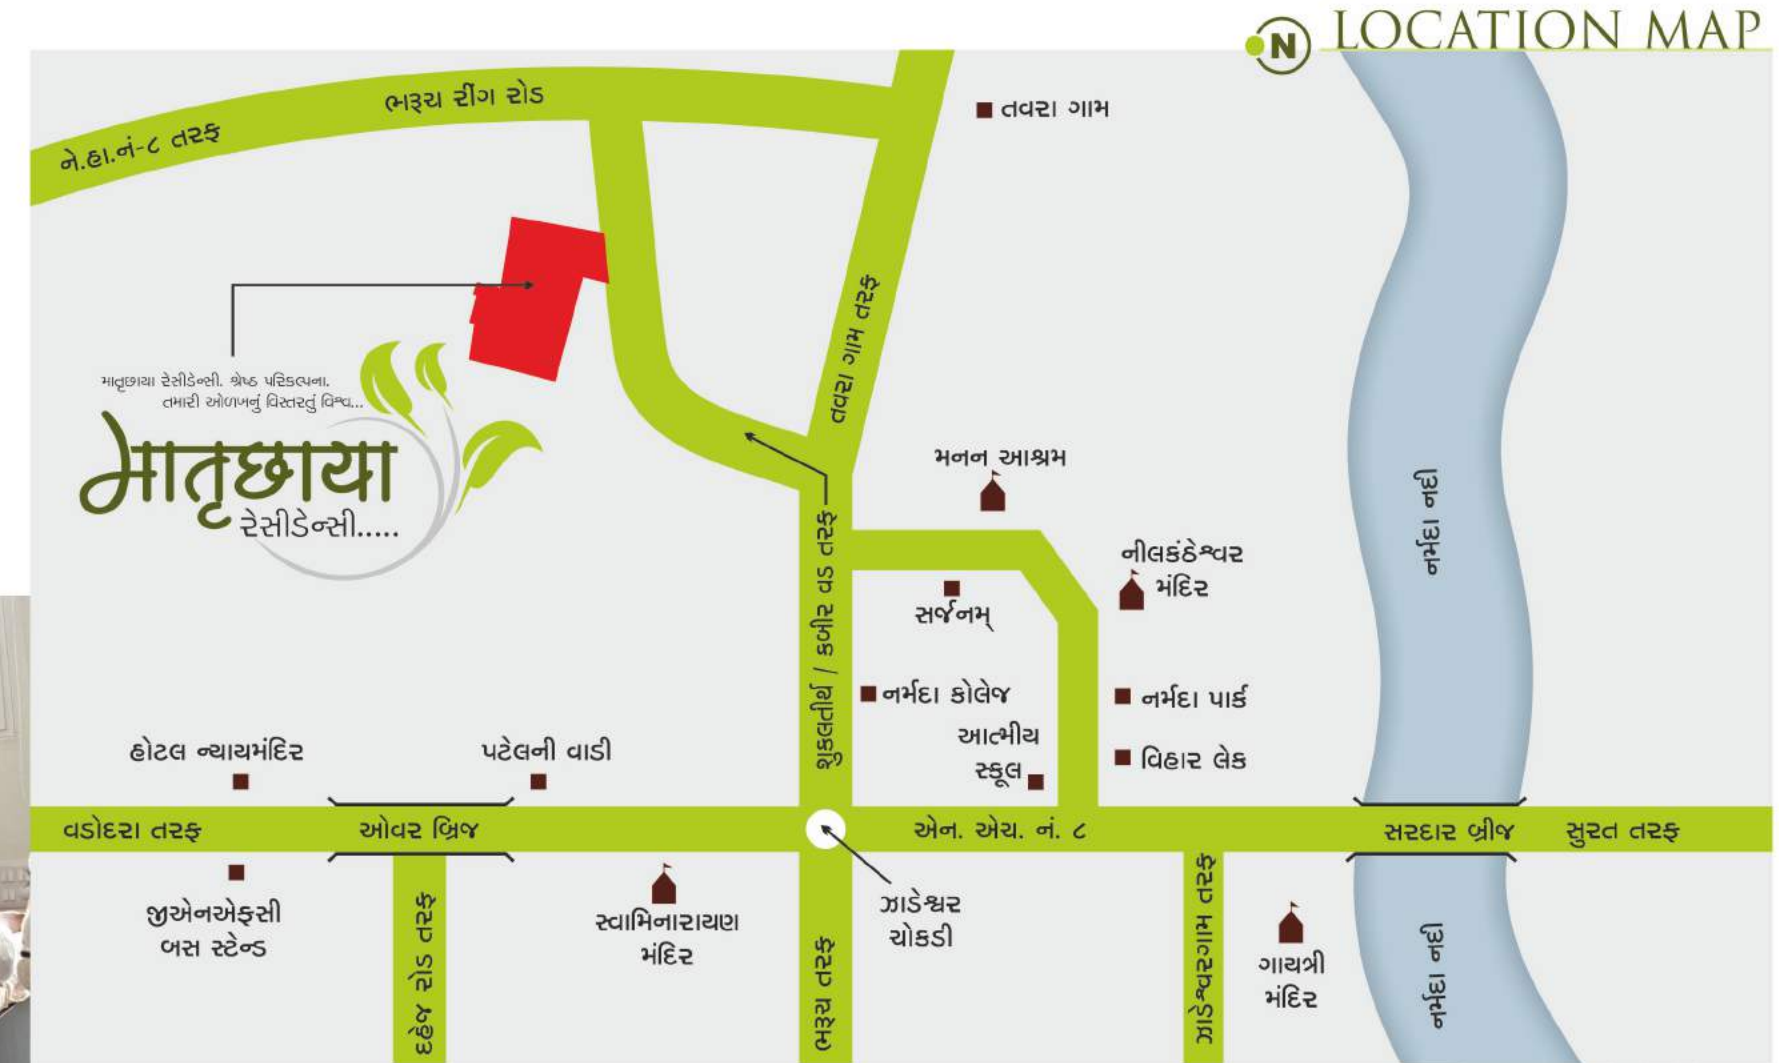 N LOCATION MAP
ભરૂચ રીંગ રોડ
ને.હા.નં-૮ તરફ
તવરા ગામ
તવરા ગામ તરફ
માતૃછાયા રેસીડેન્સી. શ્રેષ્ઠ પરિકલ્પના.
તમારી ઓળખનું વિસ્તરતું વિશ્વ...
માતૃછાયા
રેસીડેન્સી.....
મનન આશ્રમ
નીલકંઠેશ્વર
મંદિર
નર્મદા નદી
શુકલતીર્થ / કબીર વડ તરફ
સર્જનમ્
નર્મદા કોલેજ
નર્મદા પાર્ક
આત્મીય
સ્કૂલ
વિહાર લેક
હોટલ ન્યાયમંદિર
પટેલની વાડી
વડોદરા તરફ
ઓવર બ્રિજ
એન. એચ. નં. ૮
સરદાર બ્રીજ
સુરત તરફ
જીએનએફસી
બસ સ્ટેન્ડ
દહેજ રોડ તરફ
સ્વામિનારાયણ
મંદિર
ભરૂચ તરફ
ઝાડેશ્વર
ચોકડી
ઝાડેશ્વરગામ તરફ
ગાયત્રી
મંદિર
નર્મદા નદી